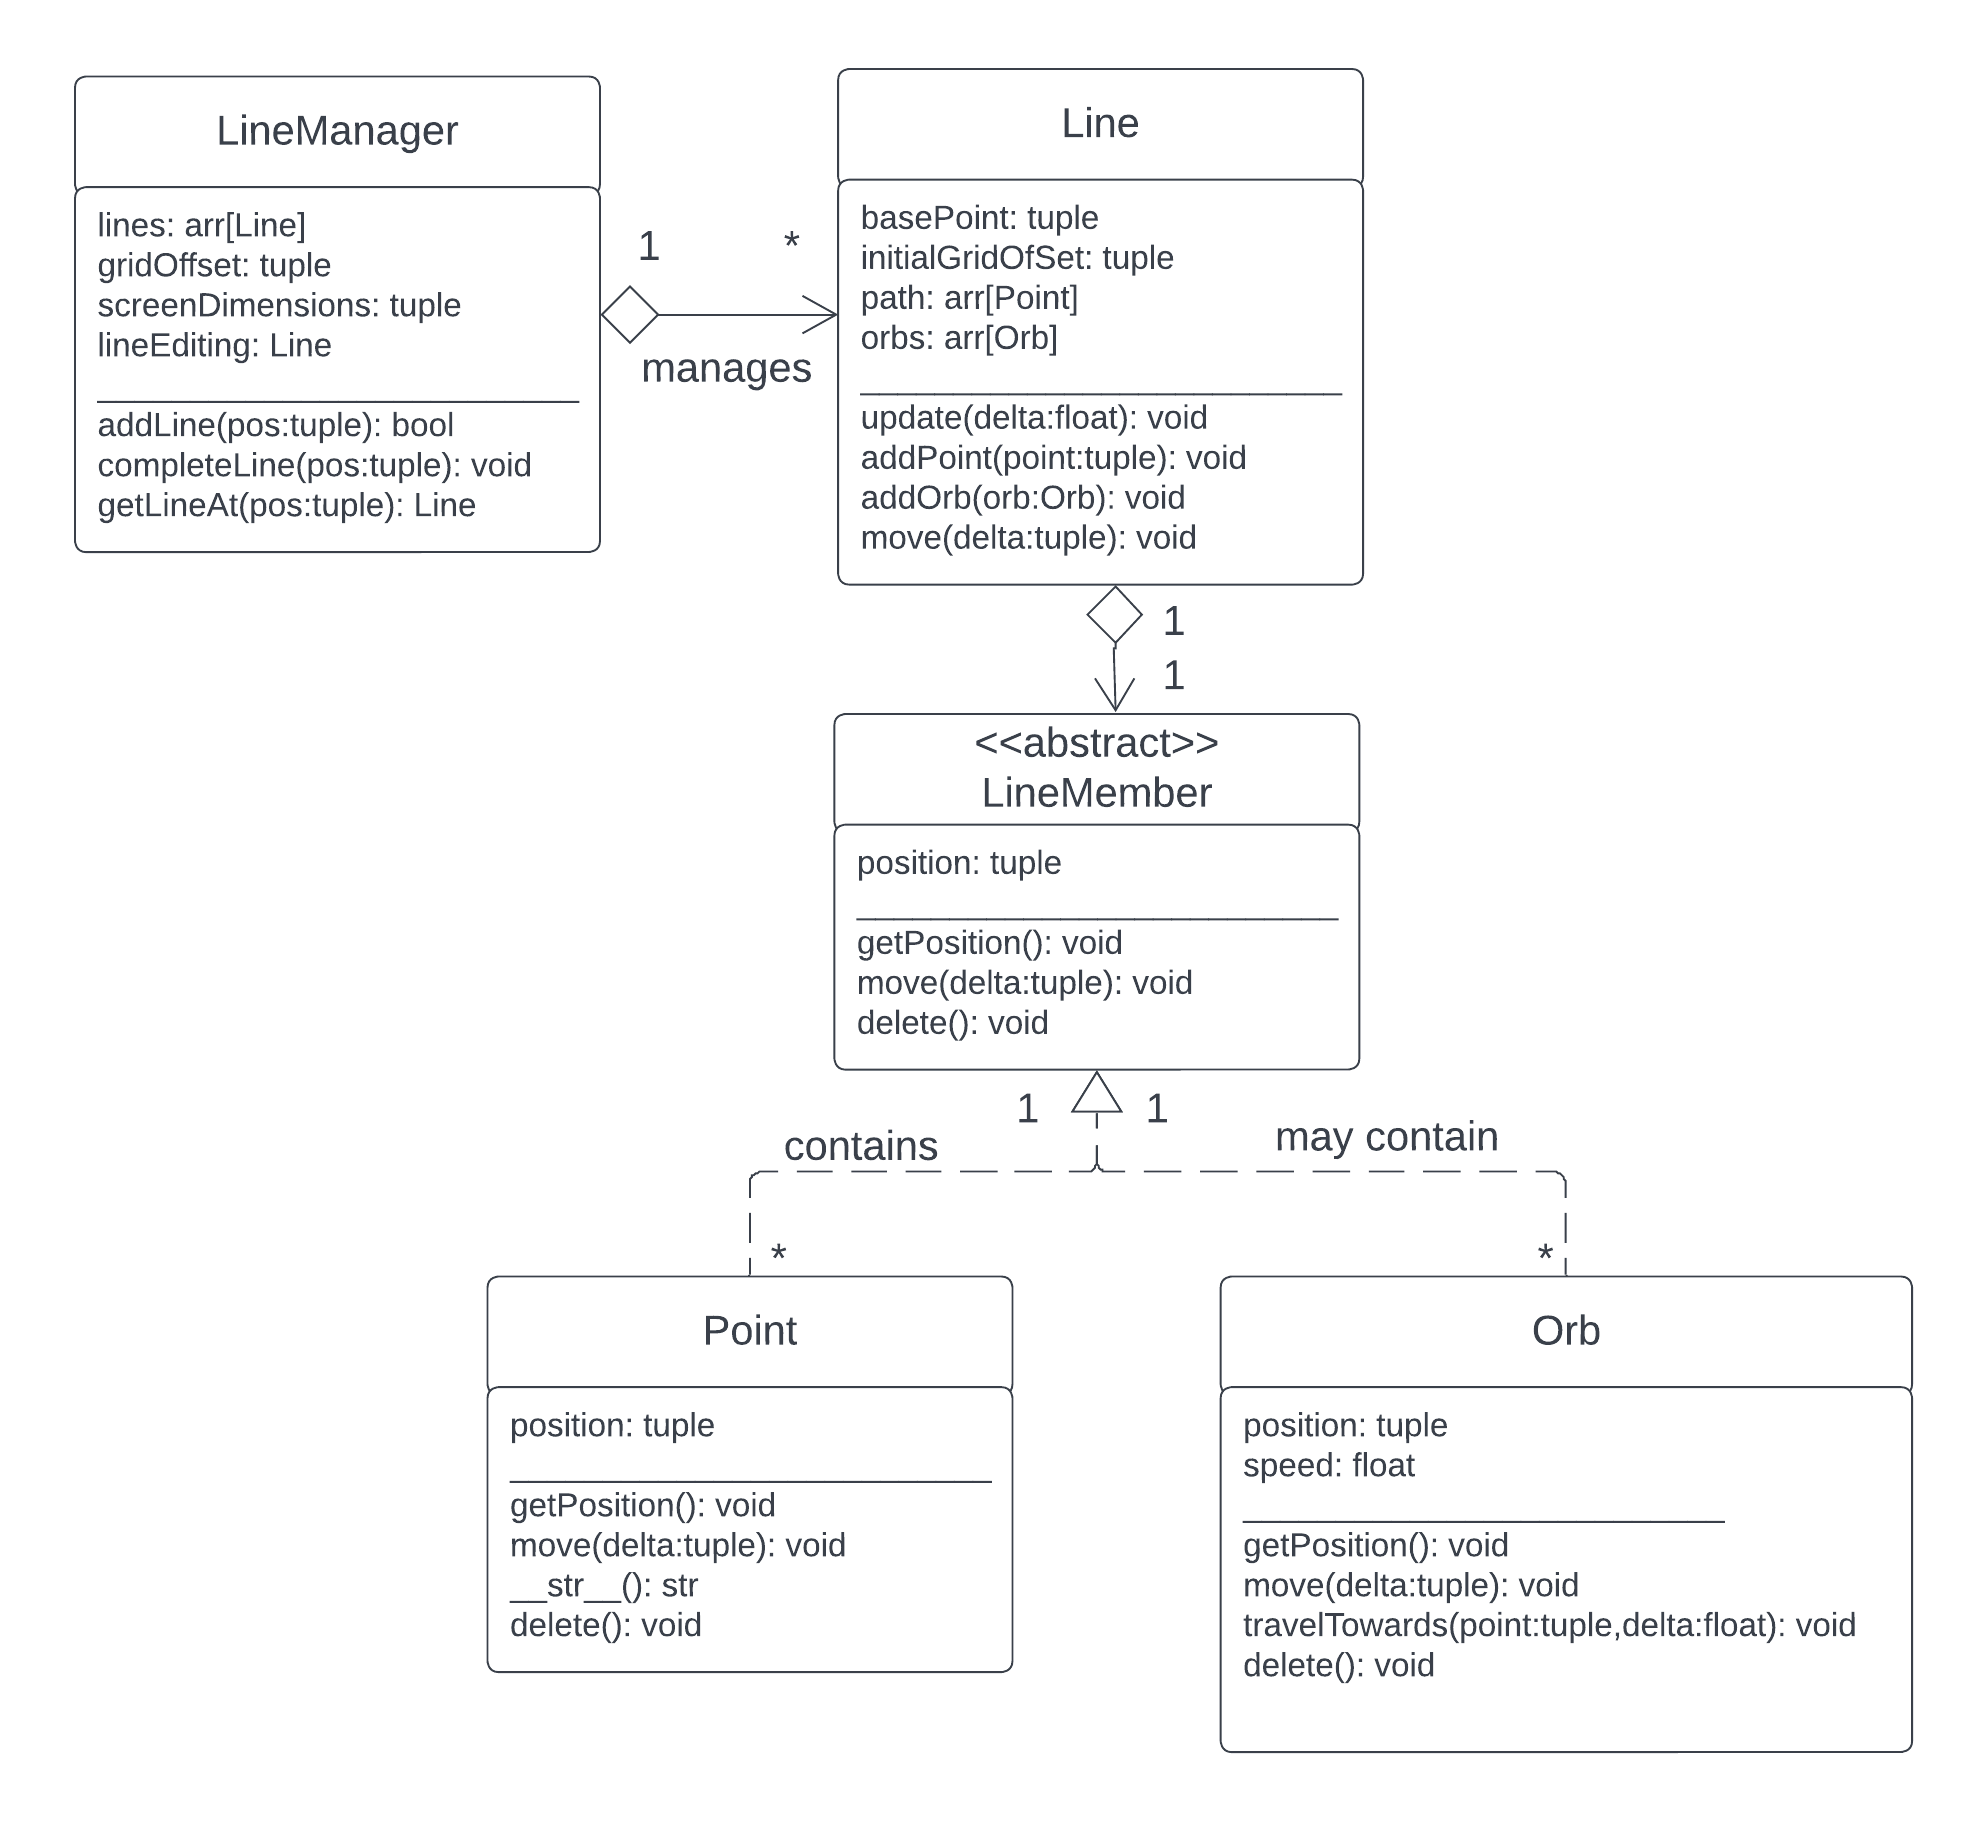 LineManager
lines: arr[Line]
gridOffset: tuple
screenDimensions: tuple
lineEditing: Line
addLine(pos:tuple): bool
completeLine(pos:tuple): void
getLineAt(pos:tuple): Line
1
*
manages
Line
basePoint: tuple
initialGridOfSet: tuple
path: arr[Point]
orbs: arr[Orb]
update(delta:float): void
addPoint(point:tuple): void
addOrb(orb:Orb): void
move(delta:tuple): void
1
1
<<abstract>>
LineMember
position: tuple
getPosition(): void
move(delta:tuple): void
delete(): void
1
1
contains
may contain
*
*
Point
position: tuple
getPosition(): void
move(delta:tuple): void
__str__(): str
delete(): void
Orb
position: tuple
speed: float
getPosition(): void
move(delta:tuple): void
travelTowards(point:tuple,delta:float): void
delete(): void